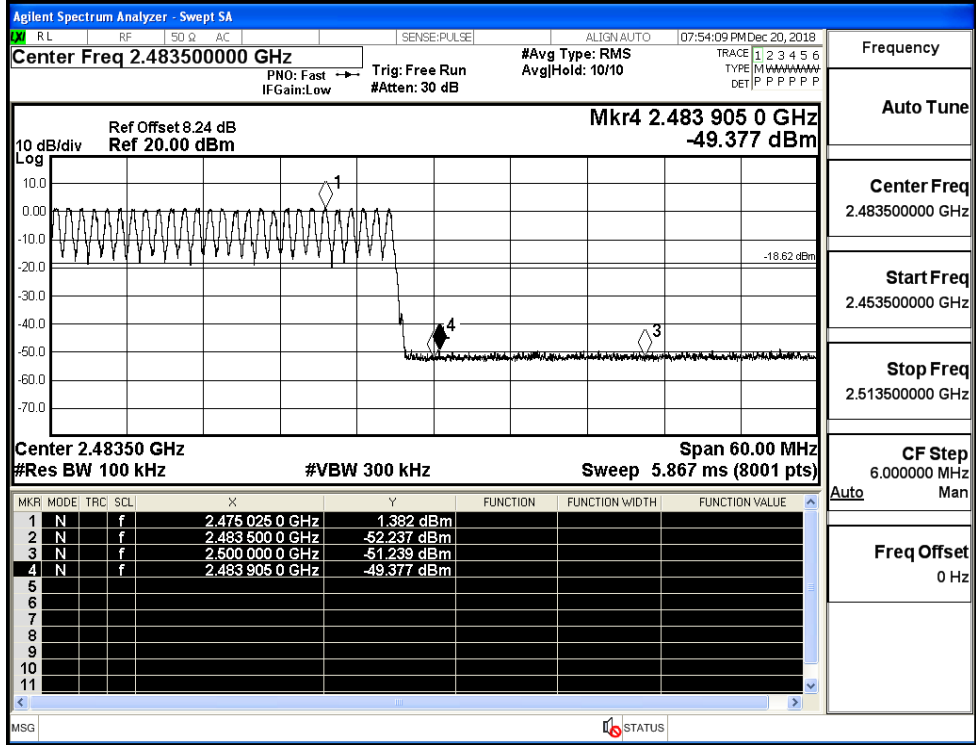 Agilent Spectrum Analyzer - Swept SA
LXI RL RF 50 Ω AC SENSE:PULSE ALIGNAUTO 07:54:09 PM Dec 20, 2018
Center Freq 2.483500000 GHz
PNO: Fast
IFGain:Low
Trig: Free Run
#Atten: 30 dB
#Avg Type: RMS
Avg|Hold: 10/10
TRACE 1 2 3 4 5 6
TYPE M WWWWW
DET P P P P P P
Ref Offset 8.24 dB
10 dB/div Ref 20.00 dBm
Log
Mkr4 2.483 905 0 GHz
-49.377 dBm
10.0
0.00
-10.0
-20.0
-30.0
-40.0
-50.0
-60.0
-70.0
1
-18.62 dBm
4
3
Center 2.48350 GHz Span 60.00 MHz
#Res BW 100 kHz #VBW 300 kHz Sweep 5.867 ms (8001 pts)
MKR MODE TRC SCL X Y FUNCTION FUNCTION WIDTH FUNCTION VALUE
1 N f 2.475 025 0 GHz 1.382 dBm
2 N f 2.483 500 0 GHz -52.237 dBm
3 N f 2.500 000 0 GHz -51.239 dBm
4 N f 2.483 905 0 GHz -49.377 dBm
5
6
7
8
9
10
11
MSG STATUS
Frequency
Auto Tune
Center Freq
2.483500000 GHz
Start Freq
2.453500000 GHz
Stop Freq
2.513500000 GHz
CF Step
6.000000 MHz
Auto Man
Freq Offset
0 Hz